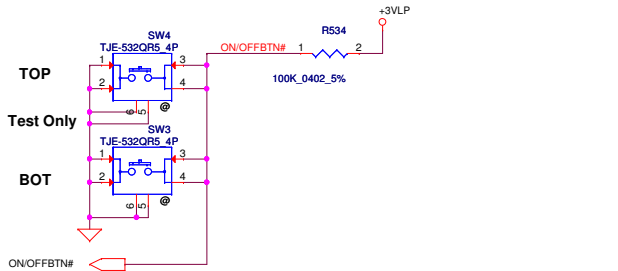 +3VLP
SW4
TJE-532QR5_4P
R534
ON/OFFBTN# 1 2
100K_0402_5%
1 3
TOP
2 4
6 5 @
Test Only
SW3
TJE-532QR5_4P
1 3
BOT
2 4
6 5 @
ON/OFFBTN#